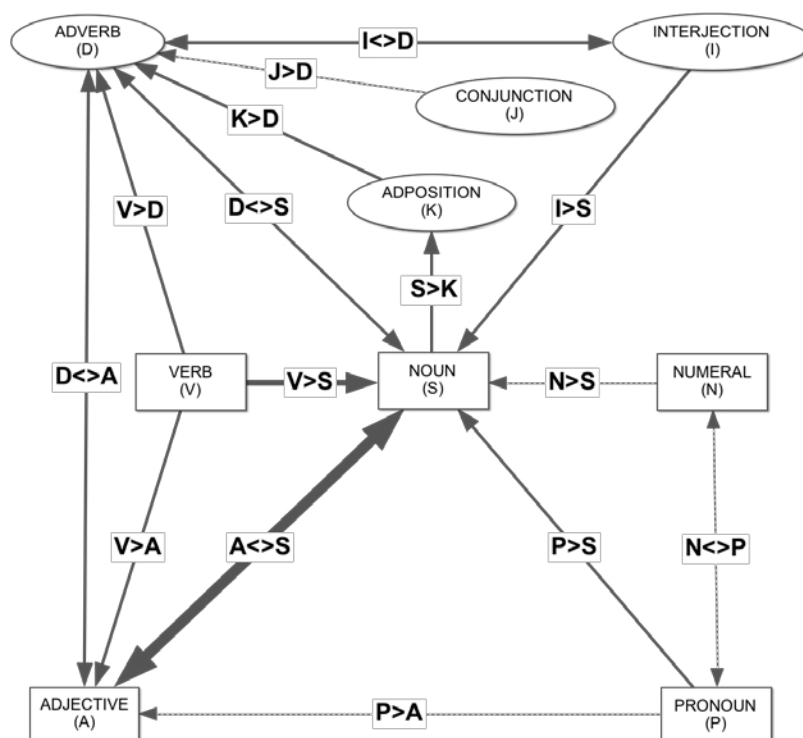 ADVERB
(D)
I<>D
INTERJECTION
(I)
J>D
CONJUNCTION
(J)
K>D
ADPOSITION
(K)
V>D
D<>S
I>S
S>K
D<>A
VERB
(V)
V>S
NOUN
(S)
N>S
NUMERAL
(N)
V>A
A<>S
P>S
N<>P
ADJECTIVE
(A)
P>A
PRONOUN
(P)